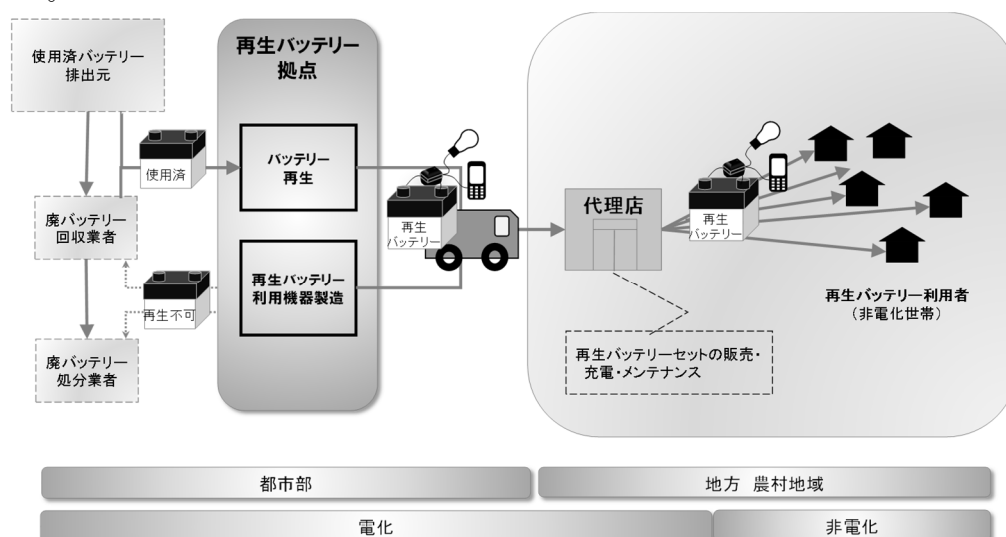 使用済バッテリー
排出元
再生バッテリー
拠点
バッテリー
再生
使用済
廃バッテリー
回収業者
再生バッテリー
利用機器製造
再生不可
廃バッテリー
処分業者
再生
バッテリー
代理店
再生
バッテリー
再生バッテリー利用者
（非電化世帯）
再生バッテリーセットの販売・
充電・メンテナンス
都市部
地方 農村地域
電化
非電化